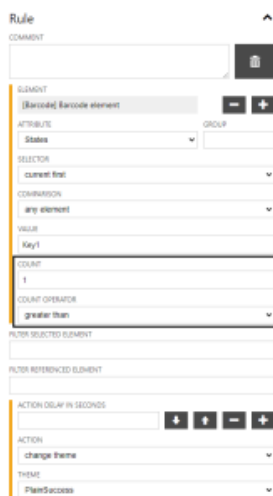 Rule
COMMENT
ELEMENT
[Barcode] Barcode element
ATTRIBUTE GROUP
States
SELECTOR
current first
COMPARISON
any element
VALUE
Key1
COUNT
1
COUNT OPERATOR
greater than
FILTER SELECTED ELEMENT
FILTER REFERENCED ELEMENT
ACTION DELAY IN SECONDS
ACTION
change theme
THEME
PlainSuccess